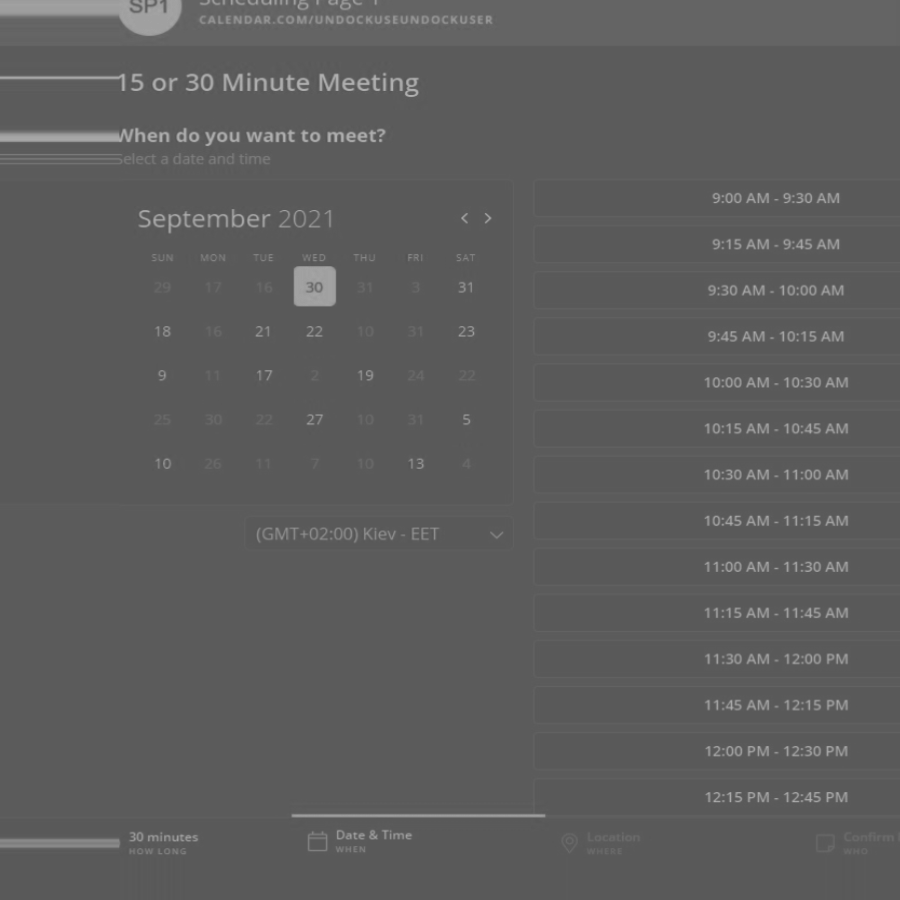 SP1
Scheduling Page 1
CALENDAR.COM/UNDOCKUSEUNDOCKUSER
15 or 30 Minute Meeting
When do you want to meet?
Select a date and time
September 2021
SUN MON TUE WED THU FRI SAT
29 17 16 30 31 3 31
18 16 21 22 10 31 23
9 11 17 2 19 24 22
25 30 22 27 10 31 5
10 26 11 7 10 13 4
(GMT+02:00) Kiev - EET
9:00 AM - 9:30 AM
9:15 AM - 9:45 AM
9:30 AM - 10:00 AM
9:45 AM - 10:15 AM
10:00 AM - 10:30 AM
10:15 AM - 10:45 AM
10:30 AM - 11:00 AM
10:45 AM - 11:15 AM
11:00 AM - 11:30 AM
11:15 AM - 11:45 AM
11:30 AM - 12:00 PM
11:45 AM - 12:15 PM
12:00 PM - 12:30 PM
12:15 PM - 12:45 PM
30 minutes
HOW LONG
Date & Time
WHEN
Location
WHERE
Confirm
WHO